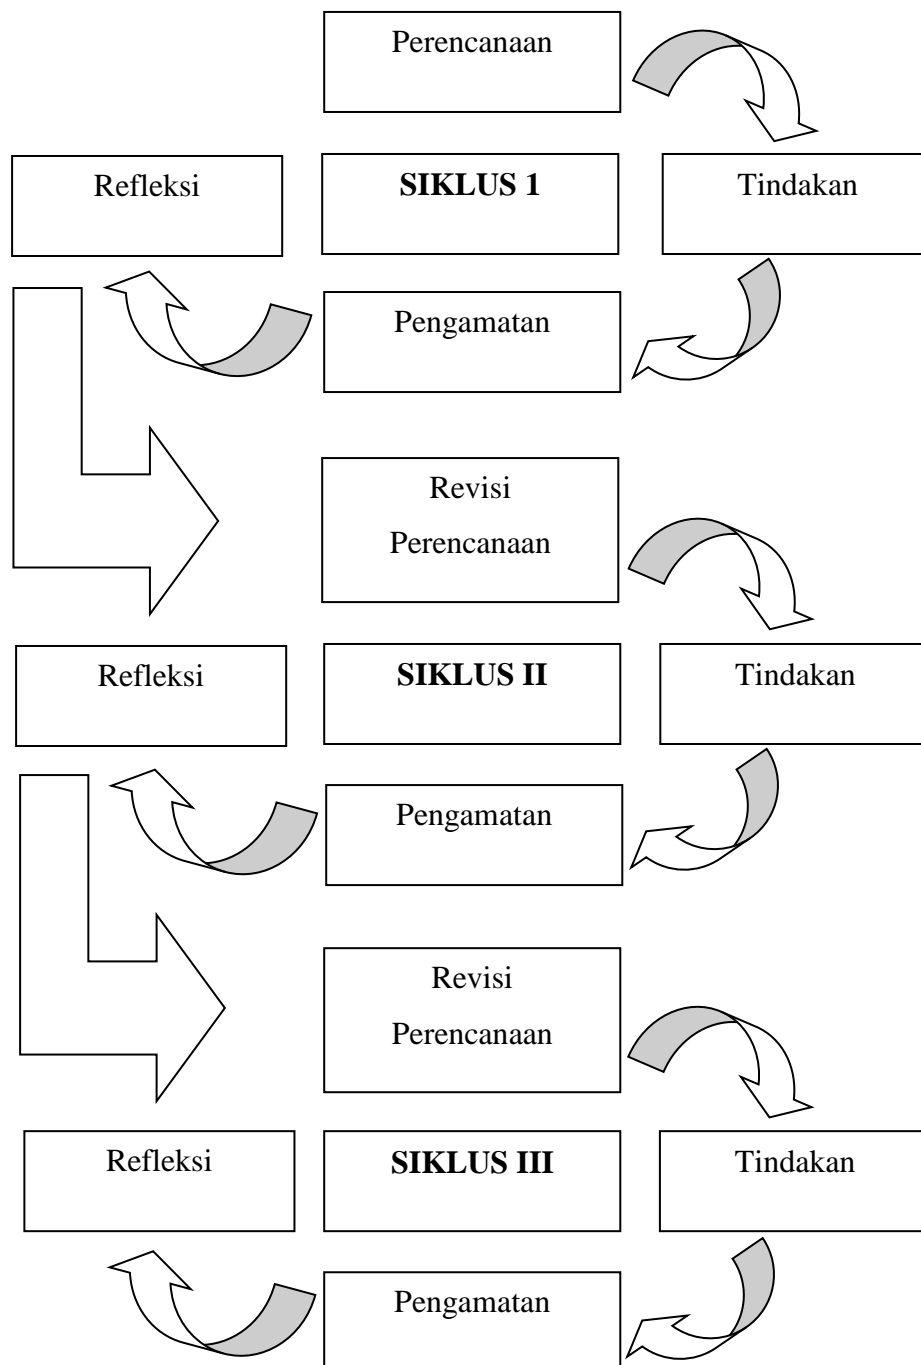 Perencanaan
Refleksi
SIKLUS 1
Tindakan
Pengamatan
Revisi
Perencanaan
Refleksi
SIKLUS II
Tindakan
Pengamatan
Revisi
Perencanaan
Refleksi
SIKLUS III
Tindakan
Pengamatan